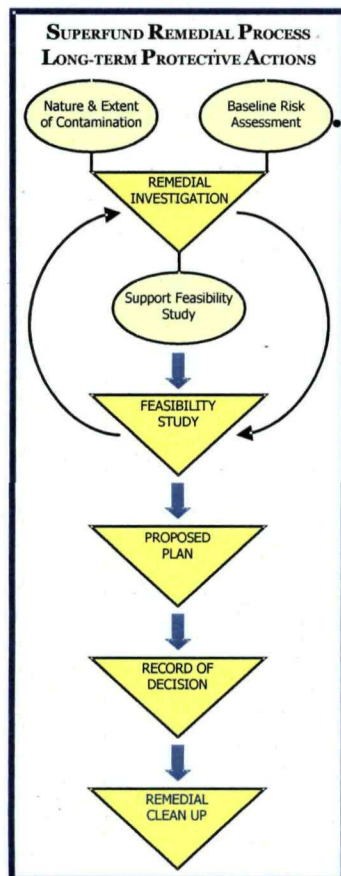 SUPERFUND REMEDIAL PROCESS
LONG-TERM PROTECTIVE ACTIONS
Nature & Extent
of Contamination
Baseline Risk
Assessment
REMEDIAL
INVESTIGATION
Support Feasibility
Study
FEASIBILITY
STUDY
PROPOSED
PLAN
RECORD OF
DECISION
REMEDIAL
CLEAN UP